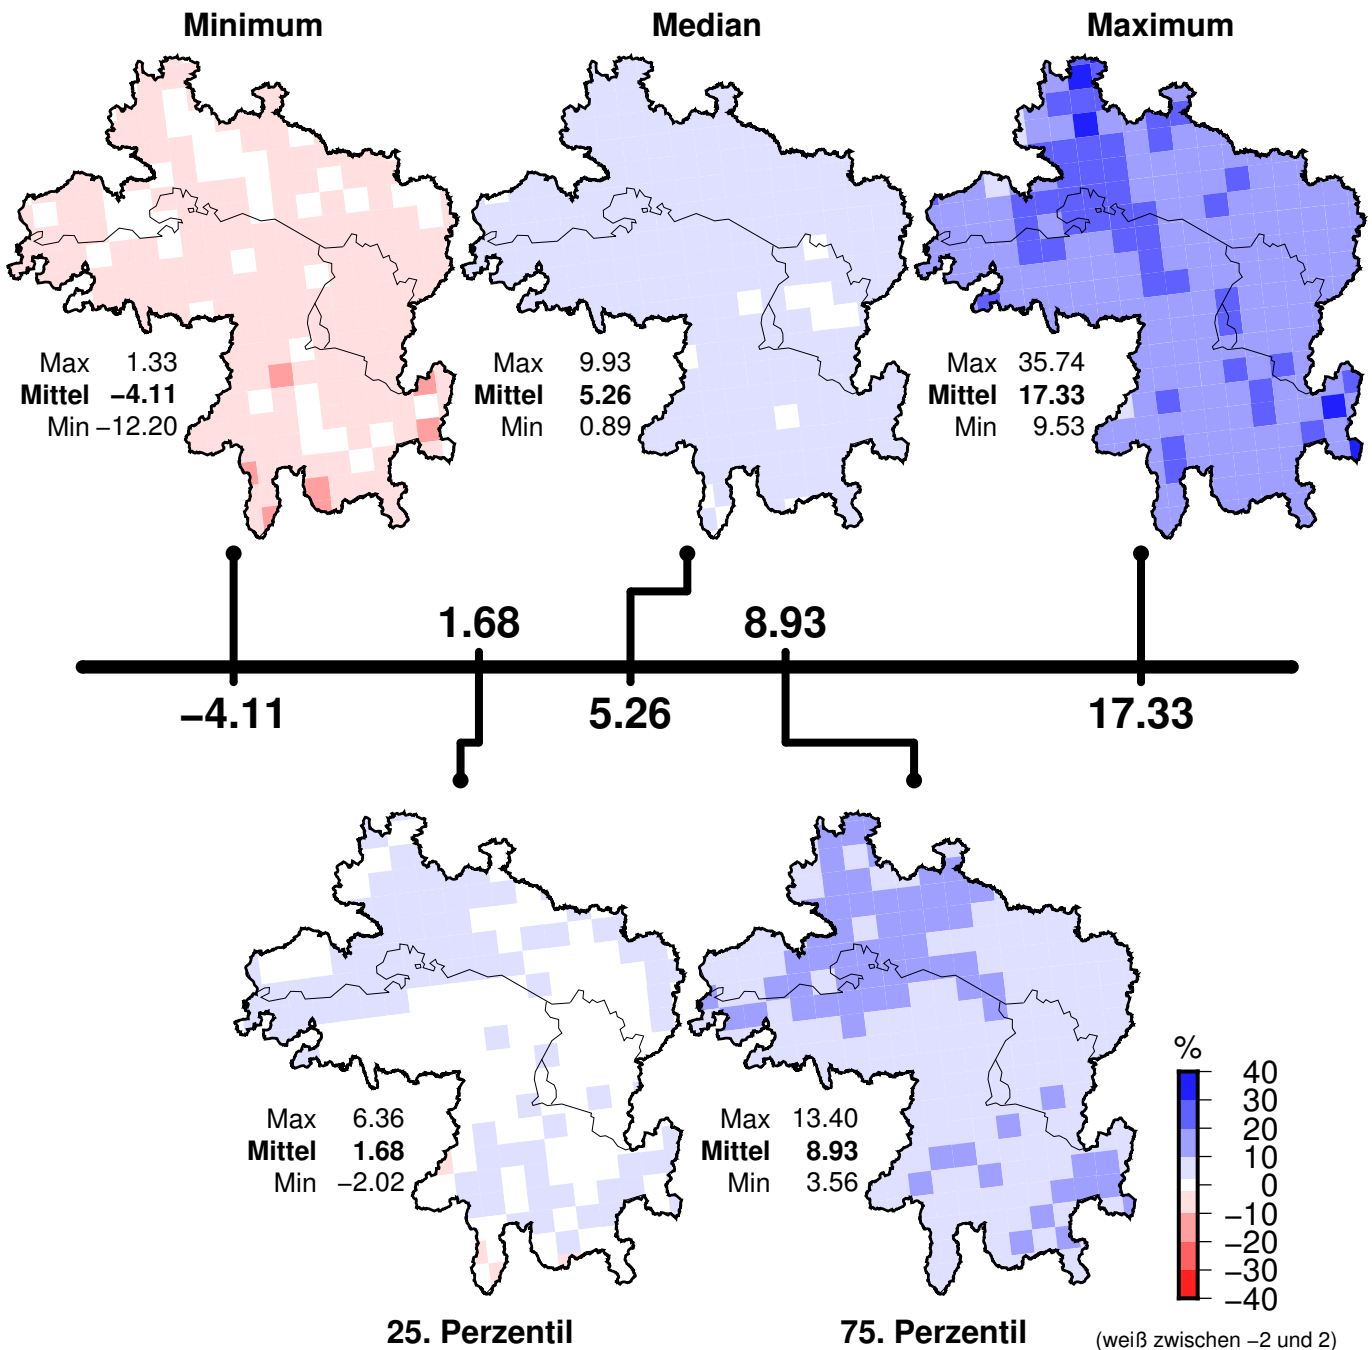 Minimum
Median
Maximum
Max 1.33
Mittel −4.11
Min −12.20
Max 9.93
Mittel 5.26
Min 0.89
Max 35.74
Mittel 17.33
Min 9.53
1.68
8.93
−4.11
5.26
17.33
Max 6.36
Mittel 1.68
Min −2.02
Max 13.40
Mittel 8.93
Min 3.56
%
40
30
20
10
0
−10
−20
−30
−40
25. Perzentil
75. Perzentil
(weiß zwischen −2 und 2)